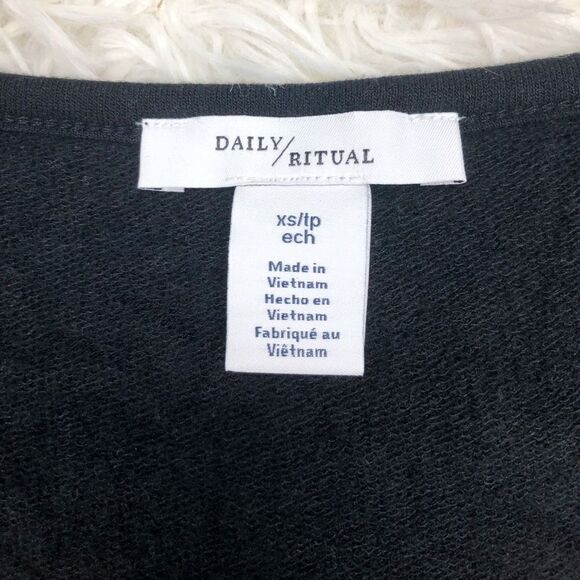 DAILY/RITUAL
xs/tp
ech
Made in
Vietnam
Hecho en
Vietnam
Fabriqué au
Viêtnam